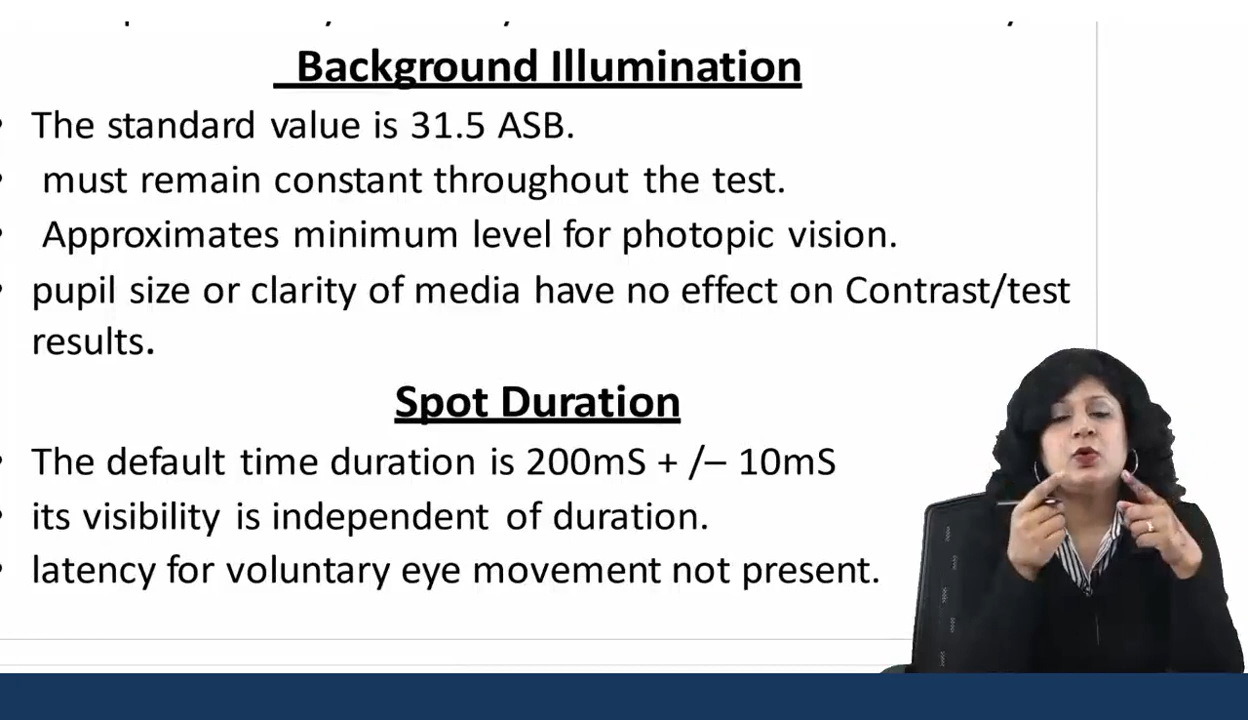 Background Illumination
The standard value is 31.5 ASB.
must remain constant throughout the test.
Approximates minimum level for photopic vision.
pupil size or clarity of media have no effect on Contrast/test
results.
Spot Duration
The default time duration is 200mS + /– 10mS
its visibility is independent of duration.
latency for voluntary eye movement not present.